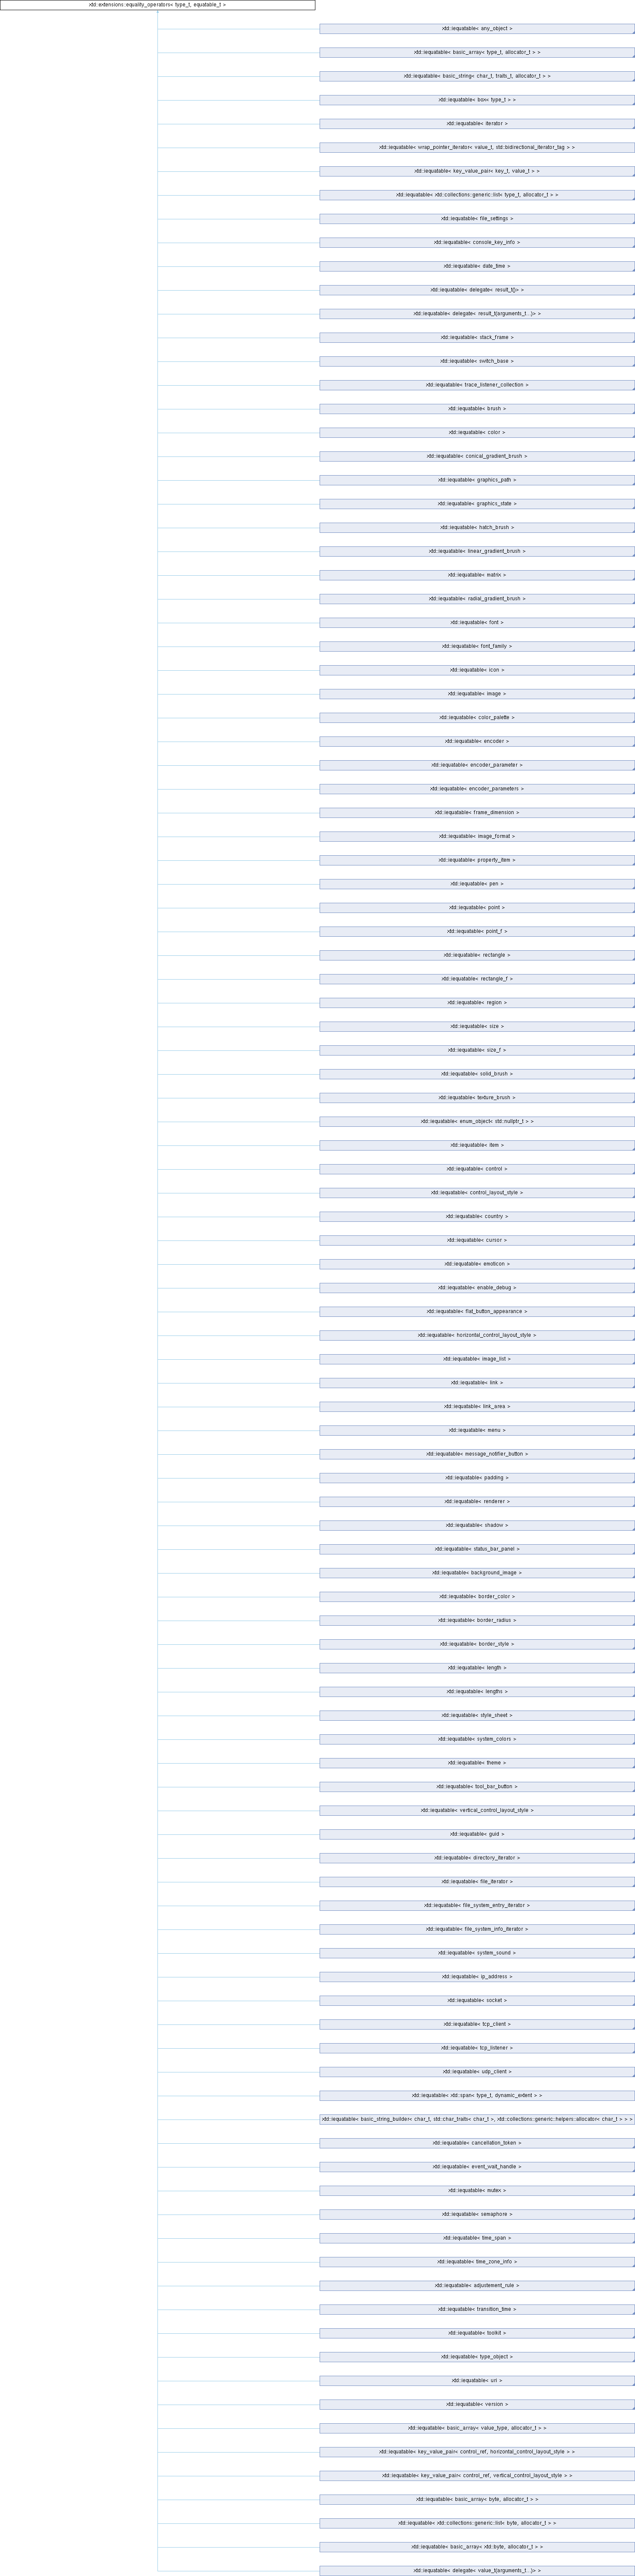 xtd::extensions::equality_operators< type_t, equatable_t >
xtd::iequatable< any_object >
xtd::iequatable< basic_array< type_t, allocator_t > >
xtd::iequatable< basic_string< char_t, traits_t, allocator_t > >
xtd::iequatable< box< type_t > >
xtd::iequatable< iterator >
xtd::iequatable< wrap_pointer_iterator< value_t, std::bidirectional_iterator_tag > >
xtd::iequatable< key_value_pair< key_t, value_t > >
xtd::iequatable< xtd::collections::generic::list< type_t, allocator_t > >
xtd::iequatable< file_settings >
xtd::iequatable< console_key_info >
xtd::iequatable< date_time >
xtd::iequatable< delegate< result_t()> >
xtd::iequatable< delegate< result_t(arguments_t...)> >
xtd::iequatable< stack_frame >
xtd::iequatable< switch_base >
xtd::iequatable< trace_listener_collection >
xtd::iequatable< brush >
xtd::iequatable< color >
xtd::iequatable< conical_gradient_brush >
xtd::iequatable< graphics_path >
xtd::iequatable< graphics_state >
xtd::iequatable< hatch_brush >
xtd::iequatable< linear_gradient_brush >
xtd::iequatable< matrix >
xtd::iequatable< radial_gradient_brush >
xtd::iequatable< font >
xtd::iequatable< font_family >
xtd::iequatable< icon >
xtd::iequatable< image >
xtd::iequatable< color_palette >
xtd::iequatable< encoder >
xtd::iequatable< encoder_parameter >
xtd::iequatable< encoder_parameters >
xtd::iequatable< frame_dimension >
xtd::iequatable< image_format >
xtd::iequatable< property_item >
xtd::iequatable< pen >
xtd::iequatable< point >
xtd::iequatable< point_f >
xtd::iequatable< rectangle >
xtd::iequatable< rectangle_f >
xtd::iequatable< region >
xtd::iequatable< size >
xtd::iequatable< size_f >
xtd::iequatable< solid_brush >
xtd::iequatable< texture_brush >
xtd::iequatable< enum_object< std::nullptr_t > >
xtd::iequatable< item >
xtd::iequatable< control >
xtd::iequatable< control_layout_style >
xtd::iequatable< country >
xtd::iequatable< cursor >
xtd::iequatable< emoticon >
xtd::iequatable< enable_debug >
xtd::iequatable< flat_button_appearance >
xtd::iequatable< horizontal_control_layout_style >
xtd::iequatable< image_list >
xtd::iequatable< link >
xtd::iequatable< link_area >
xtd::iequatable< menu >
xtd::iequatable< message_notifier_button >
xtd::iequatable< padding >
xtd::iequatable< renderer >
xtd::iequatable< shadow >
xtd::iequatable< status_bar_panel >
xtd::iequatable< background_image >
xtd::iequatable< border_color >
xtd::iequatable< border_radius >
xtd::iequatable< border_style >
xtd::iequatable< length >
xtd::iequatable< lengths >
xtd::iequatable< style_sheet >
xtd::iequatable< system_colors >
xtd::iequatable< theme >
xtd::iequatable< tool_bar_button >
xtd::iequatable< vertical_control_layout_style >
xtd::iequatable< guid >
xtd::iequatable< directory_iterator >
xtd::iequatable< file_iterator >
xtd::iequatable< file_system_entry_iterator >
xtd::iequatable< file_system_info_iterator >
xtd::iequatable< system_sound >
xtd::iequatable< ip_address >
xtd::iequatable< socket >
xtd::iequatable< tcp_client >
xtd::iequatable< tcp_listener >
xtd::iequatable< udp_client >
xtd::iequatable< xtd::span< type_t, dynamic_extent > >
xtd::iequatable< basic_string_builder< char_t, std::char_traits< char_t >, xtd::collections::generic::helpers::allocator< char_t > > >
xtd::iequatable< cancellation_token >
xtd::iequatable< event_wait_handle >
xtd::iequatable< mutex >
xtd::iequatable< semaphore >
xtd::iequatable< time_span >
xtd::iequatable< time_zone_info >
xtd::iequatable< adjustement_rule >
xtd::iequatable< transition_time >
xtd::iequatable< toolkit >
xtd::iequatable< type_object >
xtd::iequatable< uri >
xtd::iequatable< version >
xtd::iequatable< basic_array< value_type, allocator_t > >
xtd::iequatable< key_value_pair< control_ref, horizontal_control_layout_style > >
xtd::iequatable< key_value_pair< control_ref, vertical_control_layout_style > >
xtd::iequatable< basic_array< byte, allocator_t > >
xtd::iequatable< xtd::collections::generic::list< byte, allocator_t > >
xtd::iequatable< basic_array< xtd::byte, allocator_t > >
xtd::iequatable< delegate< value_t(arguments_t...)> >